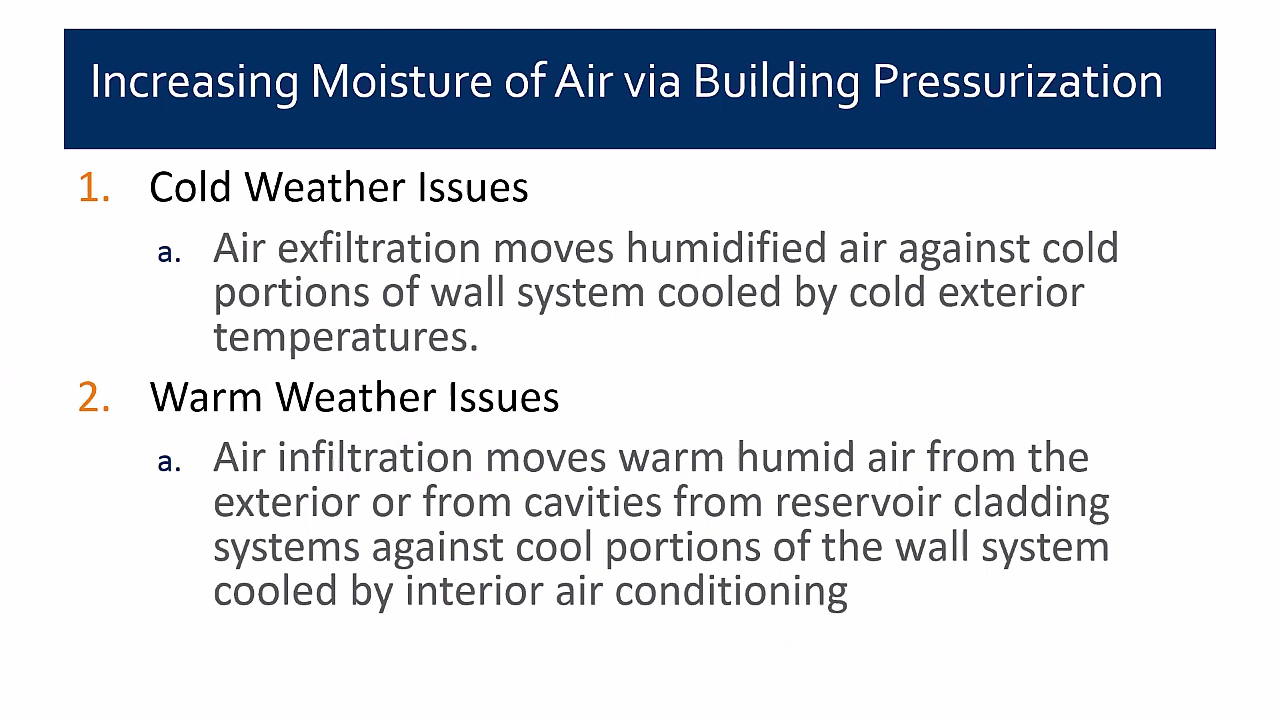 Increasing Moisture of Air via Building Pressurization
1. Cold Weather Issues
a. Air exfiltration moves humidified air against cold
portions of wall system cooled by cold exterior
temperatures.
2. Warm Weather Issues
a. Air infiltration moves warm humid air from the
exterior or from cavities from reservoir cladding
systems against cool portions of the wall system
cooled by interior air conditioning